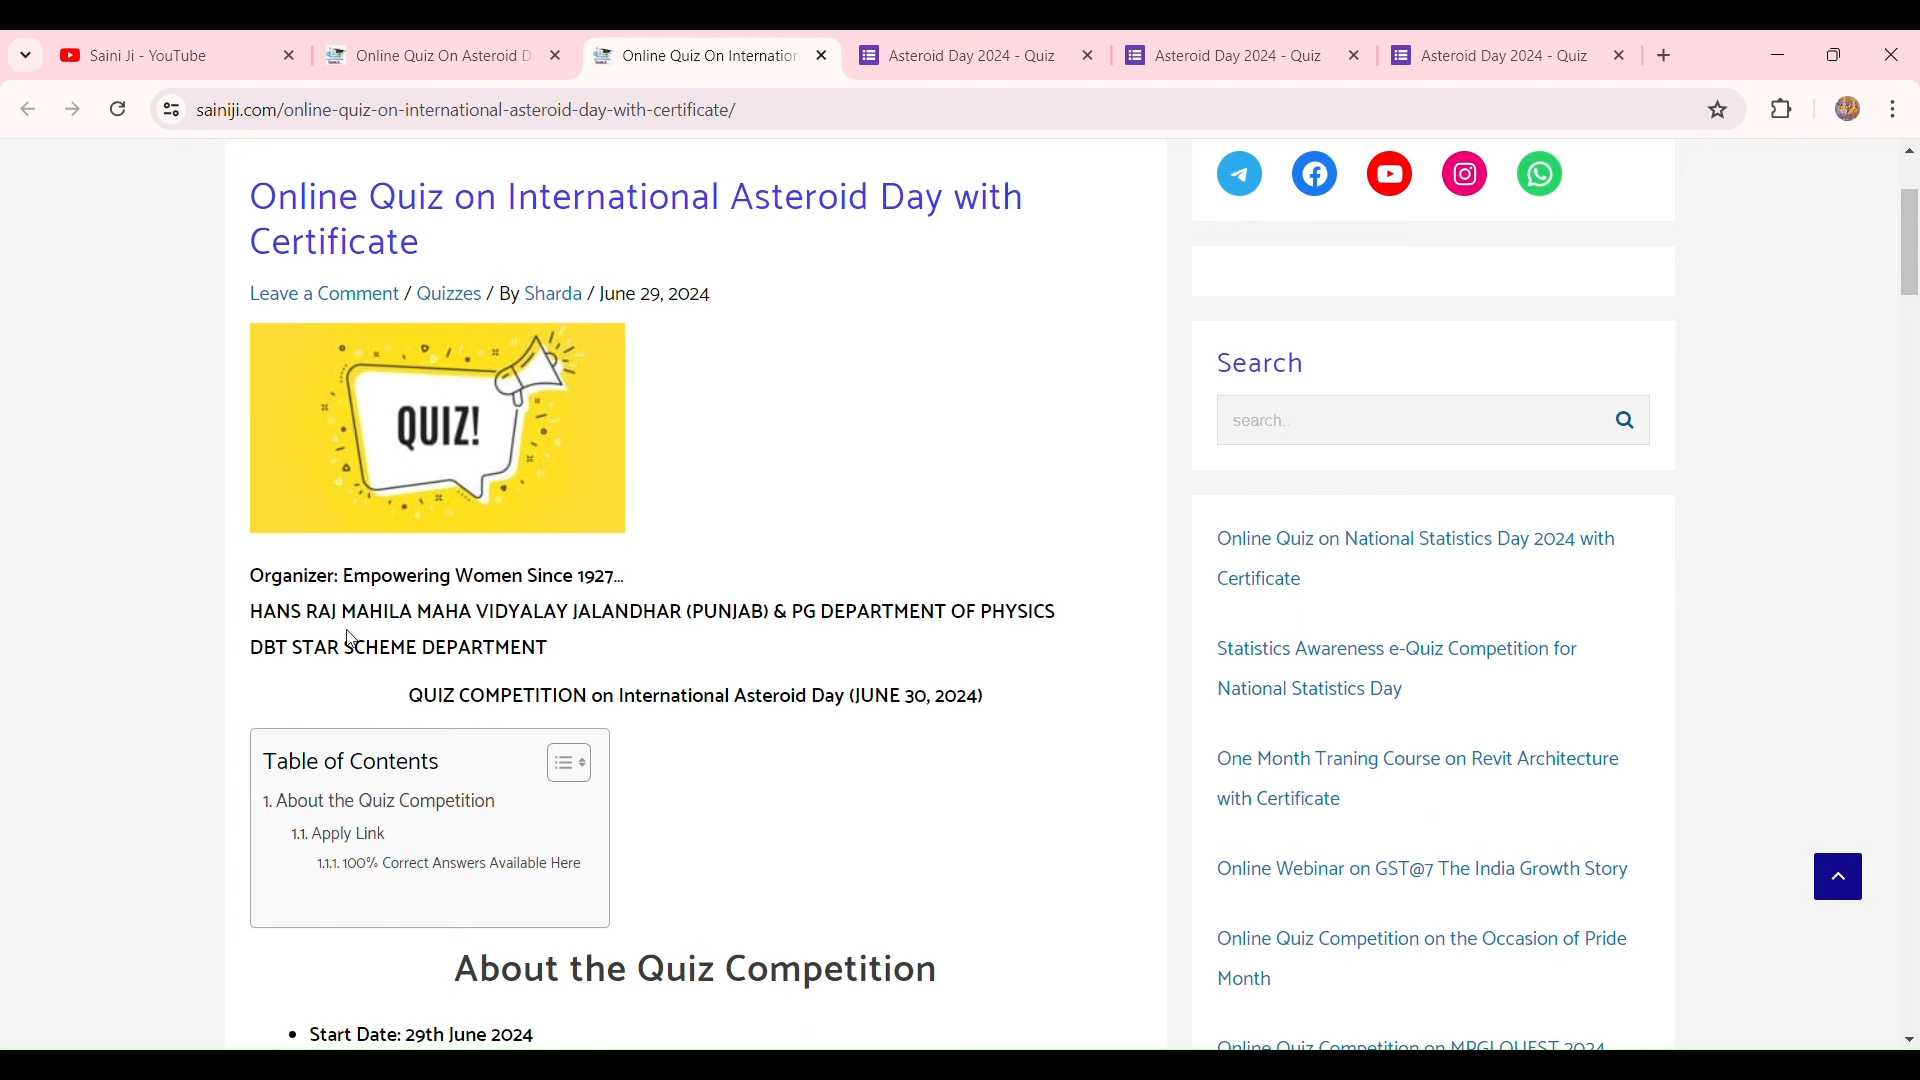 Saini Ji - YouTube
Online Quiz On Asteroid D
Online Quiz On Internation
Asteroid Day 2024 - Quiz
Asteroid Day 2024 - Quiz
Asteroid Day 2024 - Quiz
sainiji.com/online-quiz-on-international-asteroid-day-with-certificate/
Online Quiz on International Asteroid Day with
Certificate
Leave a Comment / Quizzes / By Sharda / June 29, 2024
QUIZ!
Organizer: Empowering Women Since 1927...
HANS RAJ MAHILA MAHA VIDYALAY JALANDHAR (PUNJAB) & PG DEPARTMENT OF PHYSICS
DBT STAR SCHEME DEPARTMENT
QUIZ COMPETITION on International Asteroid Day (JUNE 30, 2024)
Table of Contents
1. About the Quiz Competition
1.1. Apply Link
1.1.1. 100% Correct Answers Available Here
About the Quiz Competition
• Start Date: 29th June 2024
Search
search..
Online Quiz on National Statistics Day 2024 with
Certificate
Statistics Awareness e-Quiz Competition for
National Statistics Day
One Month Traning Course on Revit Architecture
with Certificate
Online Webinar on GST@7 The India Growth Story
Online Quiz Competition on the Occasion of Pride
Month
Online Quiz Competition on MPGI QUEST 2024